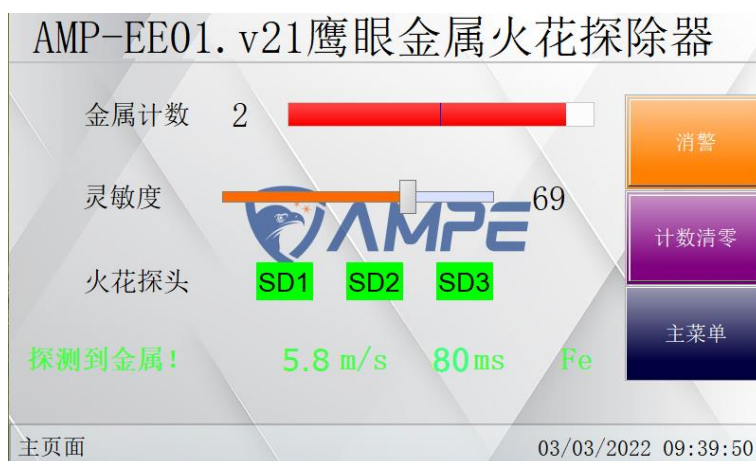 AMP-EE01.v21鹰眼金属火花探除器
金属计数 2
消警
灵敏度 69
AMPE
计数清零
火花探头 SD1 SD2 SD3
主菜单
探测到金属! 5.8 m/s 80ms Fe
主页面 03/03/2022 09:39:50